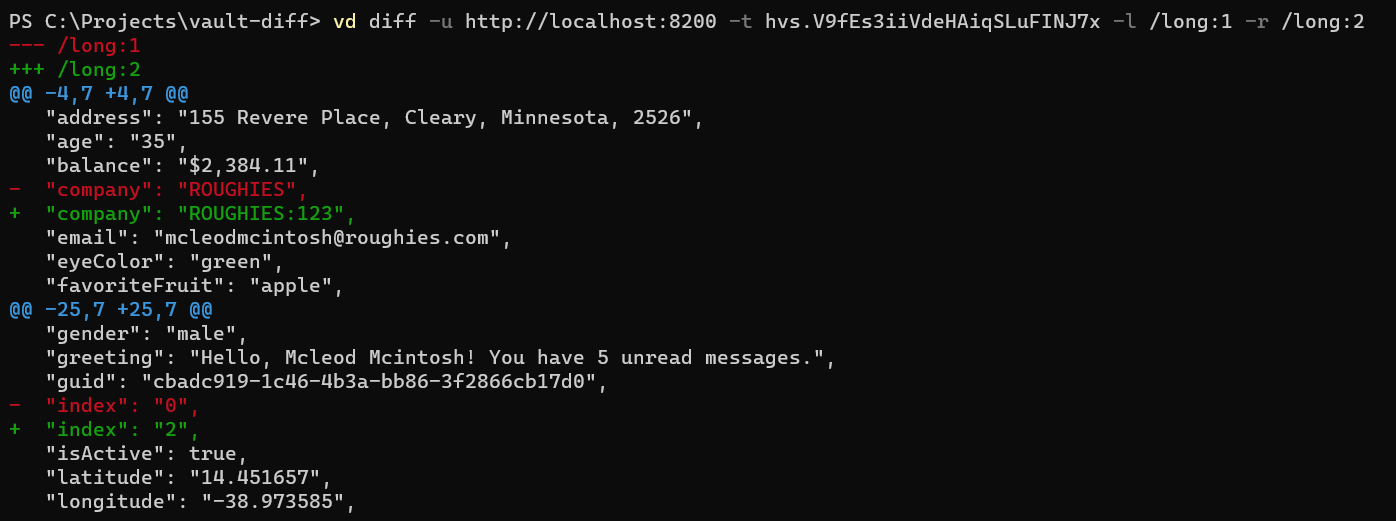 PS C:\Projects\vault-diff> vd diff -u http://localhost:8200 -t hvs.V9fEs3iiVdeHAiqSLuFINJ7x -l /long:1 -r /long:2
--- /long:1
+++ /long:2
@@ -4,7 +4,7 @@
   "address": "155 Revere Place, Cleary, Minnesota, 2526",
   "age": "35",
   "balance": "$2,384.11",
-  "company": "ROUGHIES",
+  "company": "ROUGHIES:123",
   "email": "mcleodmcintosh@roughies.com",
   "eyeColor": "green",
   "favoriteFruit": "apple",
@@ -25,7 +25,7 @@
   "gender": "male",
   "greeting": "Hello, Mcleod Mcintosh! You have 5 unread messages.",
   "guid": "cbadc919-1c46-4b3a-bb86-3f2866cb17d0",
-  "index": "0",
+  "index": "2",
   "isActive": true,
   "latitude": "14.451657",
   "longitude": "-38.973585",